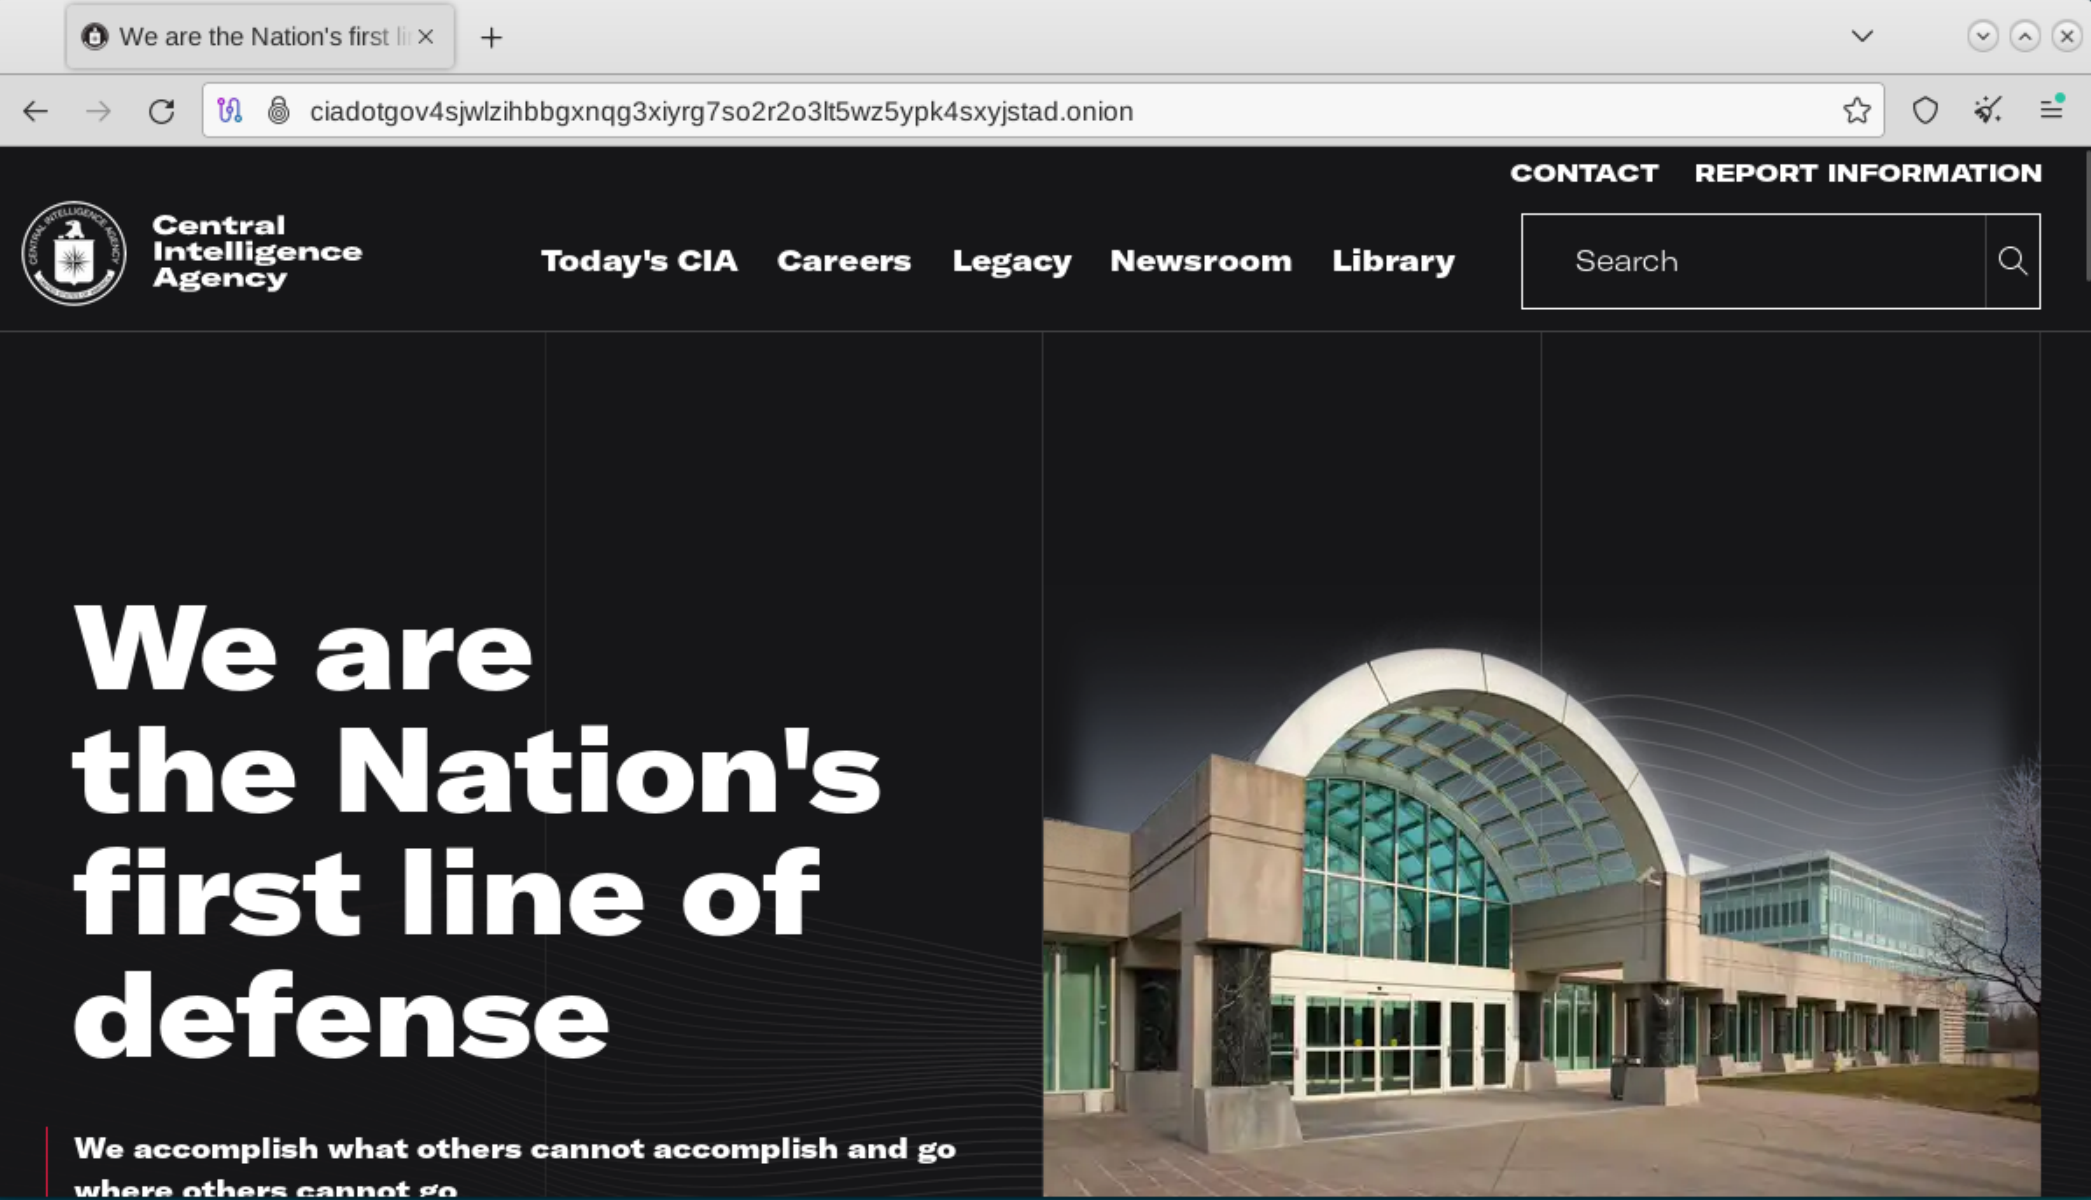 We are the Nation's first li
ciadotgov4sjwlzihbbgxnqg3xiyrg7so2r2o3lt5wz5ypk4sxyjstad.onion
CONTACT REPORT INFORMATION
CENTRAL INTELLIGENCE AGENCY
UNITED STATES OF AMERICA
Central
Intelligence
Agency
Today's CIA Careers Legacy Newsroom Library
Search
We are
the Nation's
first line of
defense
We accomplish what others cannot accomplish and go
where others cannot go